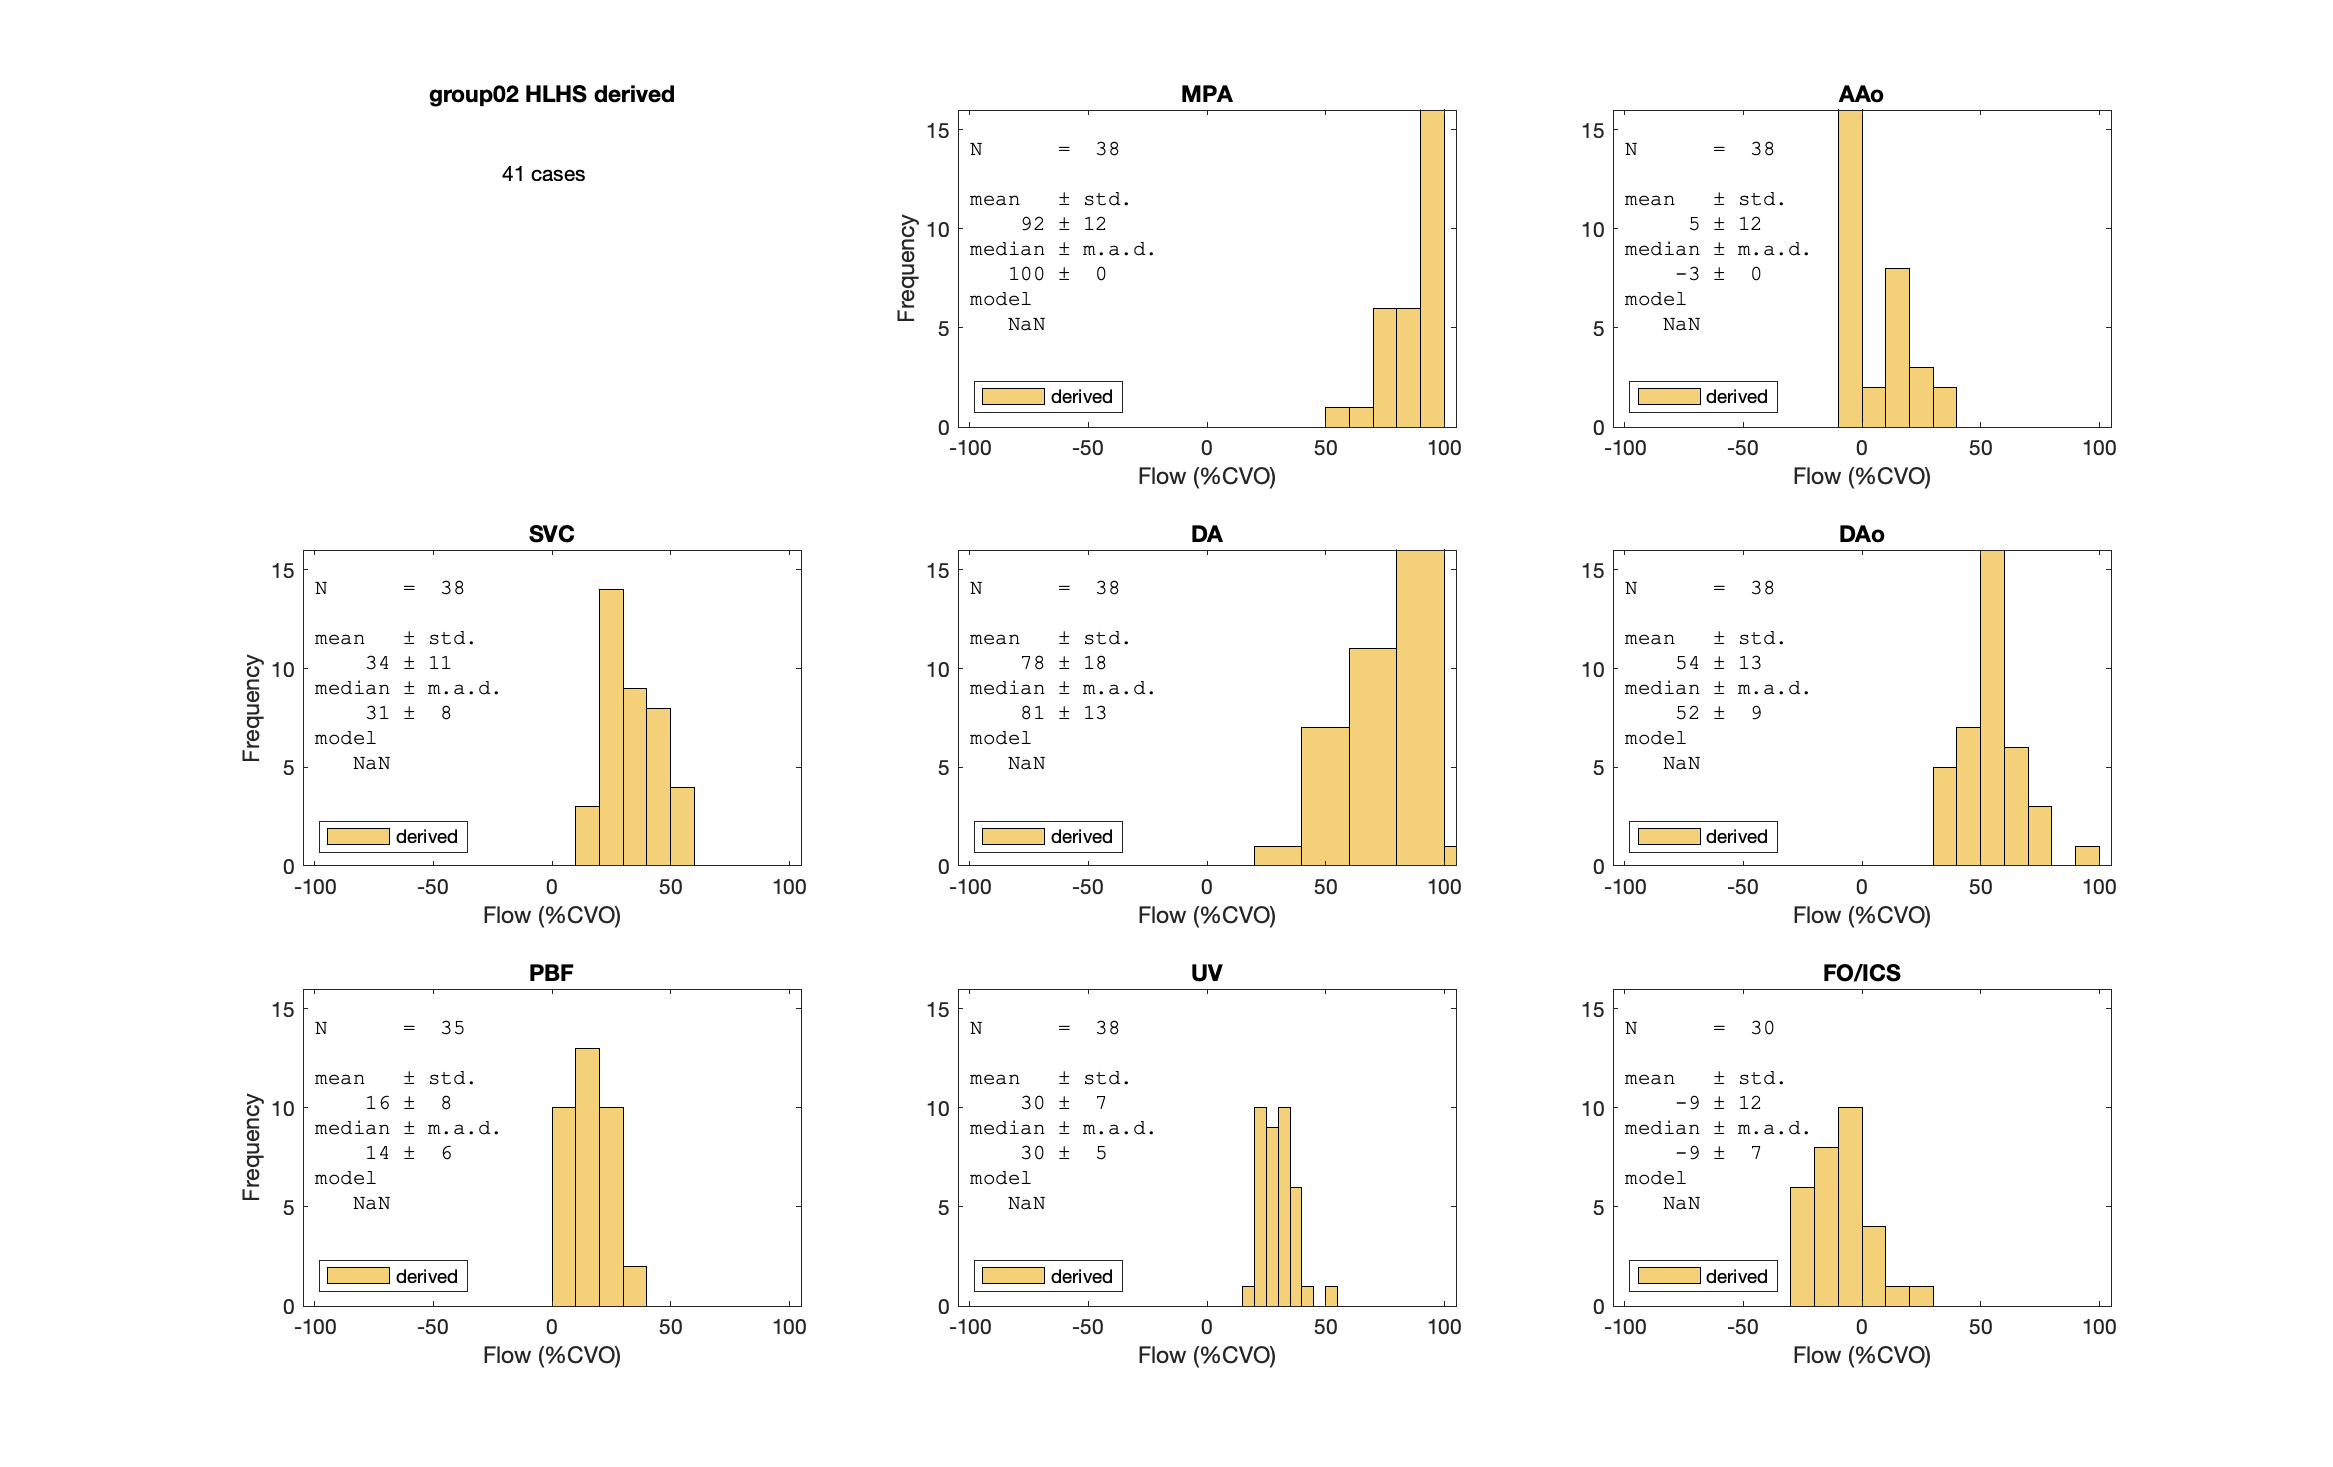 group02 HLHS derived
41 cases
MPA
N = 38
mean ± std.
92 ± 12
median ± m.a.d.
100 ± 0
model
NaN
derived
Frequency
15
10
5
0
-100 -50 0 50 100
Flow (%CVO)
AAo
N = 38
mean ± std.
5 ± 12
median ± m.a.d.
-3 ± 0
model
NaN
derived
15
10
5
0
-100 -50 0 50 100
Flow (%CVO)
SVC
N = 38
mean ± std.
34 ± 11
median ± m.a.d.
31 ± 8
model
NaN
derived
Frequency
15
10
5
0
-100 -50 0 50 100
Flow (%CVO)
DA
N = 38
mean ± std.
78 ± 18
median ± m.a.d.
81 ± 13
model
NaN
derived
15
10
5
0
-100 -50 0 50 100
Flow (%CVO)
DAo
N = 38
mean ± std.
54 ± 13
median ± m.a.d.
52 ± 9
model
NaN
derived
15
10
5
0
-100 -50 0 50 100
Flow (%CVO)
PBF
N = 35
mean ± std.
16 ± 8
median ± m.a.d.
14 ± 6
model
NaN
derived
Frequency
15
10
5
0
-100 -50 0 50 100
Flow (%CVO)
UV
N = 38
mean ± std.
30 ± 7
median ± m.a.d.
30 ± 5
model
NaN
derived
15
10
5
0
-100 -50 0 50 100
Flow (%CVO)
FO/ICS
N = 30
mean ± std.
-9 ± 12
median ± m.a.d.
-9 ± 7
model
NaN
derived
15
10
5
0
-100 -50 0 50 100
Flow (%CVO)